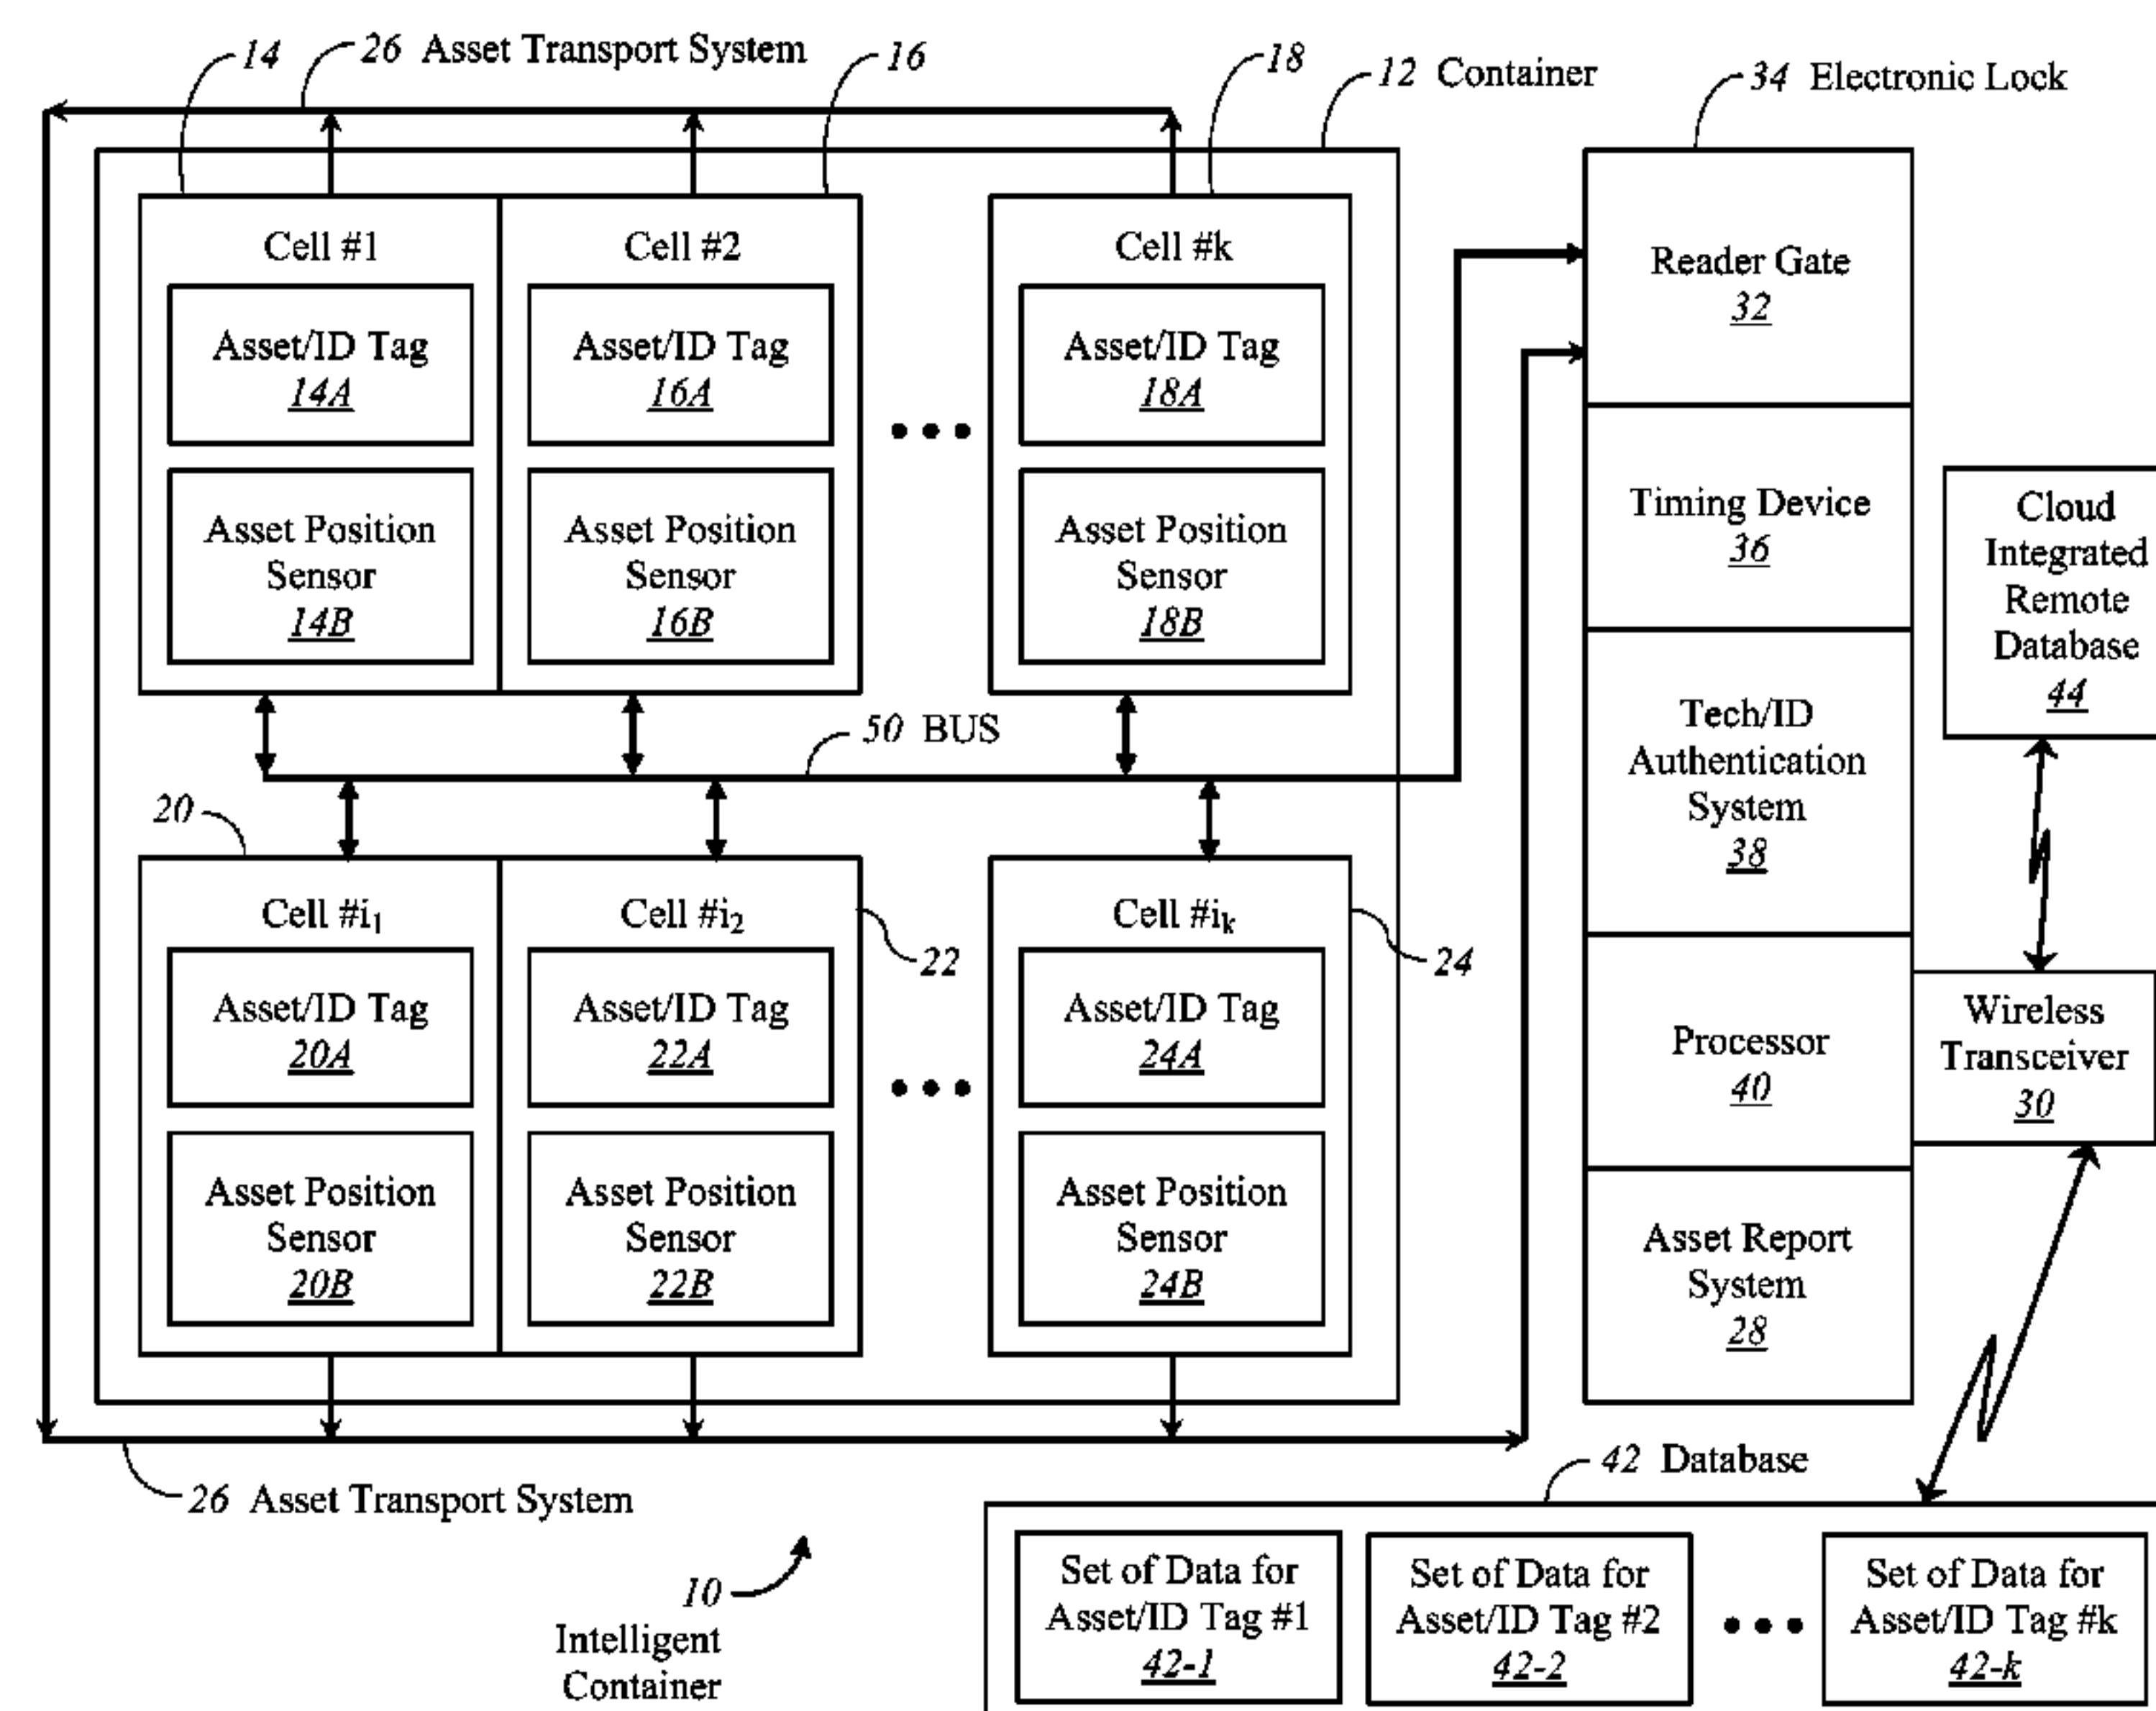 14
26 Asset Transport System
16
18
12 Container
34 Electronic Lock
Cell #1
Asset/ID Tag
14A
Asset Position
Sensor
14B
Cell #2
Asset/ID Tag
16A
Asset Position
Sensor
16B
Cell #k
Asset/ID Tag
18A
Asset Position
Sensor
18B
50 BUS
20
Cell #i₁
Asset/ID Tag
20A
Asset Position
Sensor
20B
Cell #i₂
Asset/ID Tag
22A
Asset Position
Sensor
22B
22
Cell #iₖ
Asset/ID Tag
24A
Asset Position
Sensor
24B
24
Reader Gate
32
Timing Device
36
Tech/ID
Authentication
System
38
Processor
40
Asset Report
System
28
Cloud
Integrated
Remote
Database
44
Wireless
Transceiver
30
26 Asset Transport System
10
Intelligent
Container
42 Database
Set of Data for
Asset/ID Tag #1
42-1
Set of Data for
Asset/ID Tag #2
42-2
Set of Data for
Asset/ID Tag #k
42-k